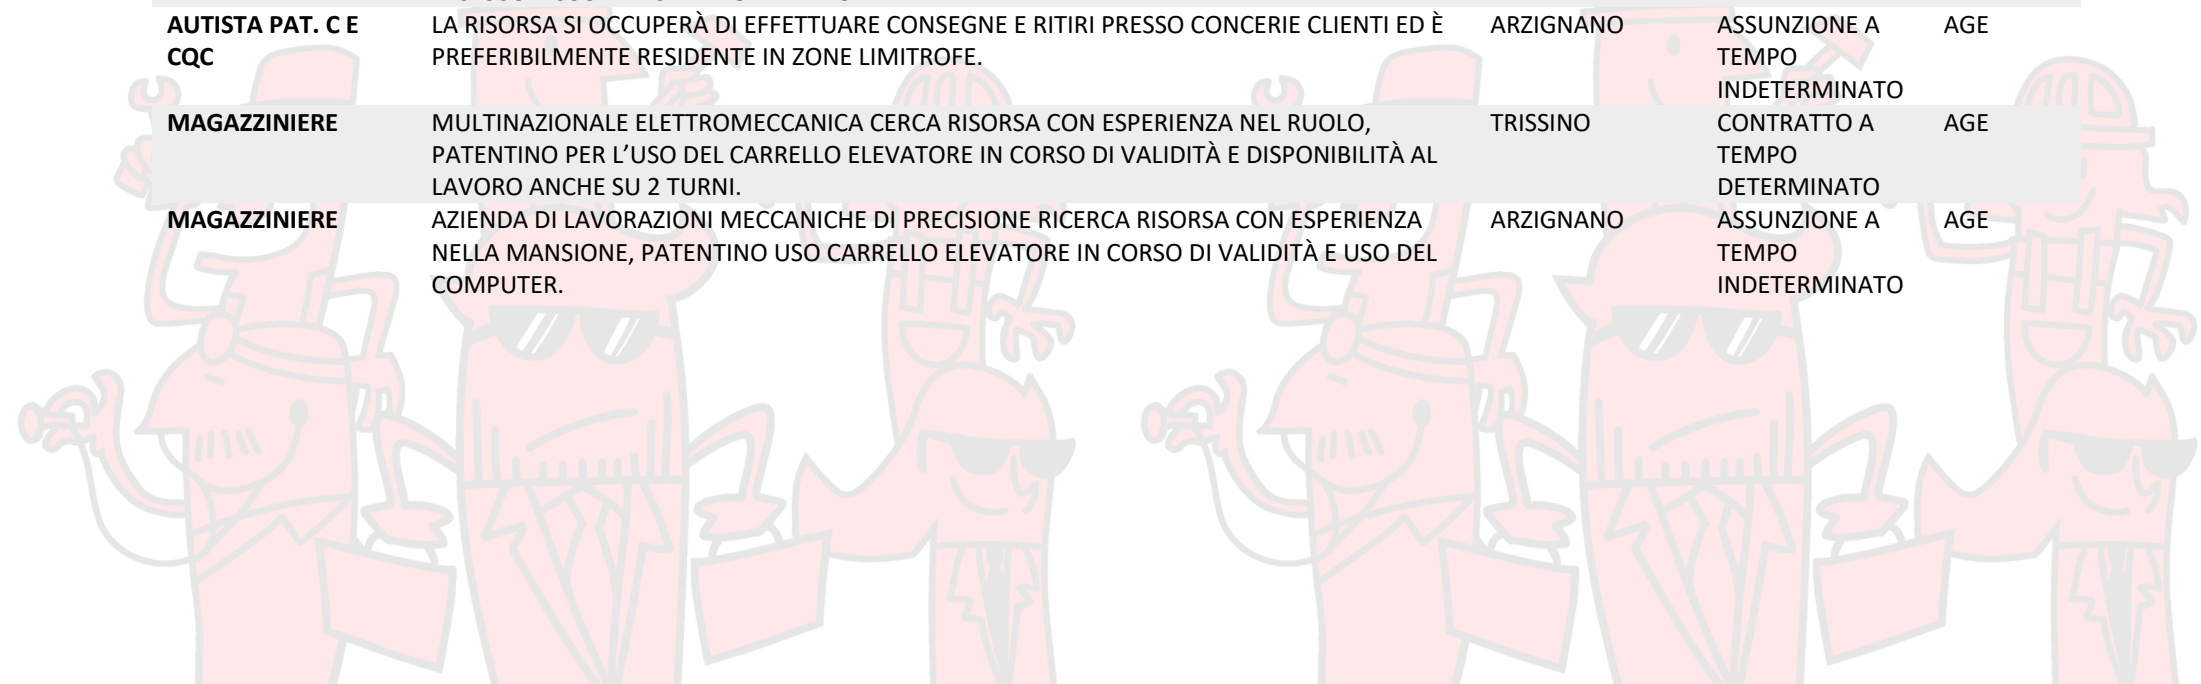 AUTISTA PAT. C E LA RISORSA SI OCCUPERÀ DI EFFETTUARE CONSEGNE E RITIRI PRESSO CONCERIE CLIENTI ED È ARZIGNANO ASSUNZIONE A AGE
CQC PREFERIBILMENTE RESIDENTE IN ZONE LIMITROFE. TEMPO
INDETERMINATO
MAGAZZINIERE MULTINAZIONALE ELETTROMECCANICA CERCA RISORSA CON ESPERIENZA NEL RUOLO, TRISSINO CONTRATTO A AGE
PATENTINO PER L’USO DEL CARRELLO ELEVATORE IN CORSO DI VALIDITÀ E DISPONIBILITÀ AL TEMPO
LAVORO ANCHE SU 2 TURNI. DETERMINATO
MAGAZZINIERE AZIENDA DI LAVORAZIONI MECCANICHE DI PRECISIONE RICERCA RISORSA CON ESPERIENZA ARZIGNANO ASSUNZIONE A AGE
NELLA MANSIONE, PATENTINO USO CARRELLO ELEVATORE IN CORSO DI VALIDITÀ E USO DEL TEMPO
COMPUTER. INDETERMINATO